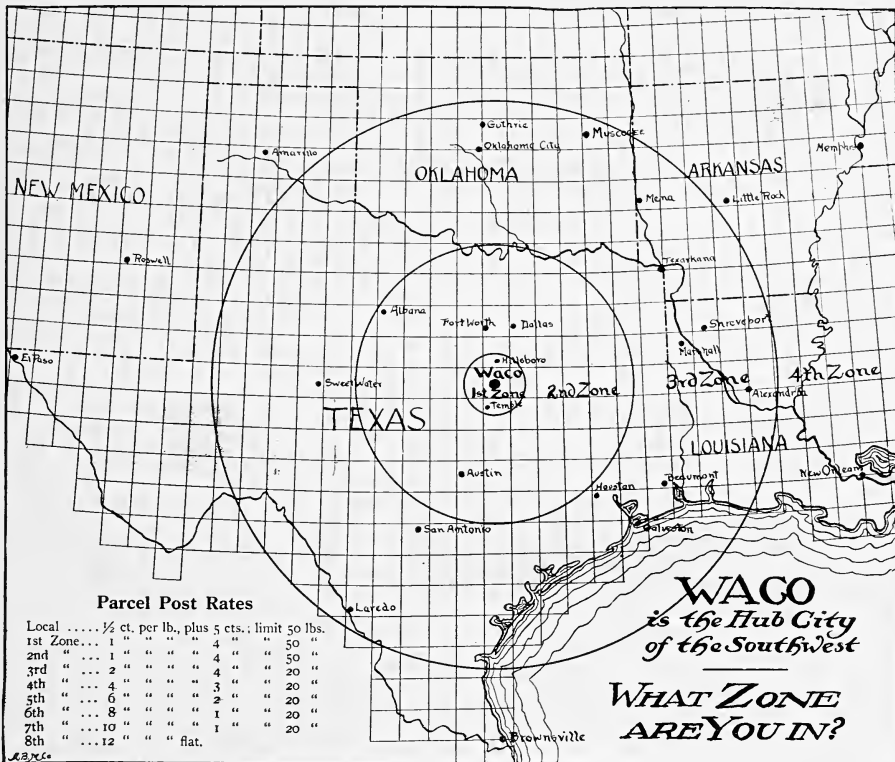 Guthrie
Oklahoma City
Muscogee
Amarillo
OKLAHOMA
ARKANSAS
Memphis
NEW MEXICO
Mena
Little Rock
Roswell
Texarkana
Albana
Fort Worth
Dallas
Shreveport
Marshall
El Paso
Hillsboro
Waco
Sweet Water
1st Zone
2nd Zone
3rd Zone
4th Zone
Alexandria
Temple
TEXAS
LOUISIANA
Austin
Houston
Beaumont
New Orleans
San Antonio
Galveston
Laredo
Brownsville
Parcel Post Rates
Local ..... ½ ct. per lb., plus 5 cts.; limit 50 lbs.
1st Zone... 1 " " " " 4 " " 50 "
2nd " ... 1 " " " " 4 " " 50 "
3rd " ... 2 " " " " 4 " " 20 "
4th " ... 4 " " " " 3 " " 20 "
5th " ... 6 " " " " 2 " " 20 "
6th " ... 8 " " " " 1 " " 20 "
7th " ... 10 " " " " 1 " " 20 "
8th " ... 12 " " " flat.
WACO
is the Hub City
of the Southwest
WHAT ZONE
ARE YOU IN?